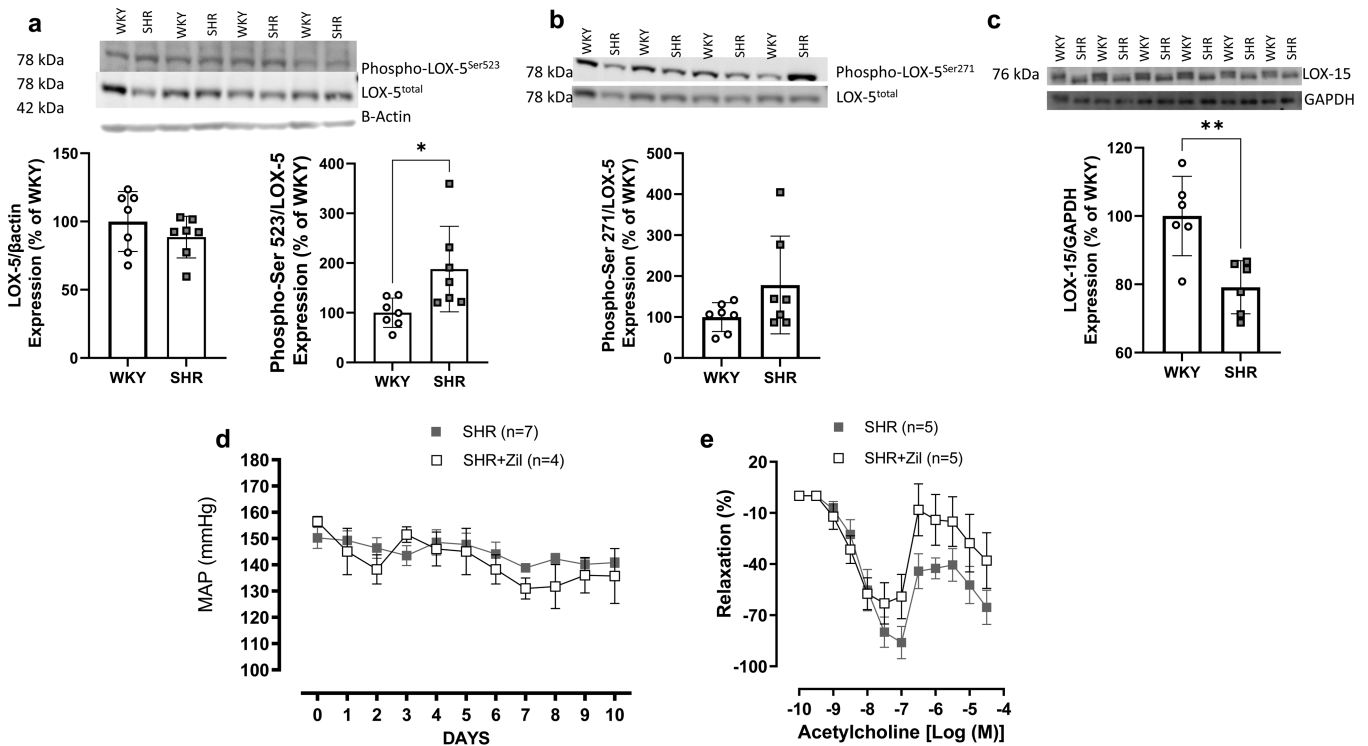 a
WKY SHR WKY SHR WKY SHR WKY SHR
78 kDa
Phospho-LOX-5Ser523
78 kDa
LOX-5total
42 kDa
B-Actin
LOX-5/βactin
Expression (% of WKY)
150
100
50
0
WKY SHR
Phospho-Ser 523/LOX-5
Expression (% of WKY)
400
300
200
100
0
*
WKY SHR
b
WKY SHR WKY SHR WKY SHR WKY SHR
78 kDa
Phospho-LOX-5Ser271
78 kDa
LOX-5total
Phospho-Ser 271/LOX-5
Expression (% of WKY)
500
400
300
200
100
0
WKY SHR
c
WKY SHR WKY SHR WKY SHR WKY SHR WKY SHR WKY SHR
76 kDa
LOX-15
GAPDH
LOX-15/GAPDH
Expression (% of WKY)
120
100
80
60
**
WKY SHR
d
SHR (n=7)
SHR+Zil (n=4)
MAP (mmHg)
180
170
160
150
140
130
120
110
100
0 1 2 3 4 5 6 7 8 9 10
DAYS
e
SHR (n=5)
SHR+Zil (n=5)
Relaxation (%)
20
-10
-40
-70
-100
-10 -9 -8 -7 -6 -5 -4
Acetylcholine [Log (M)]